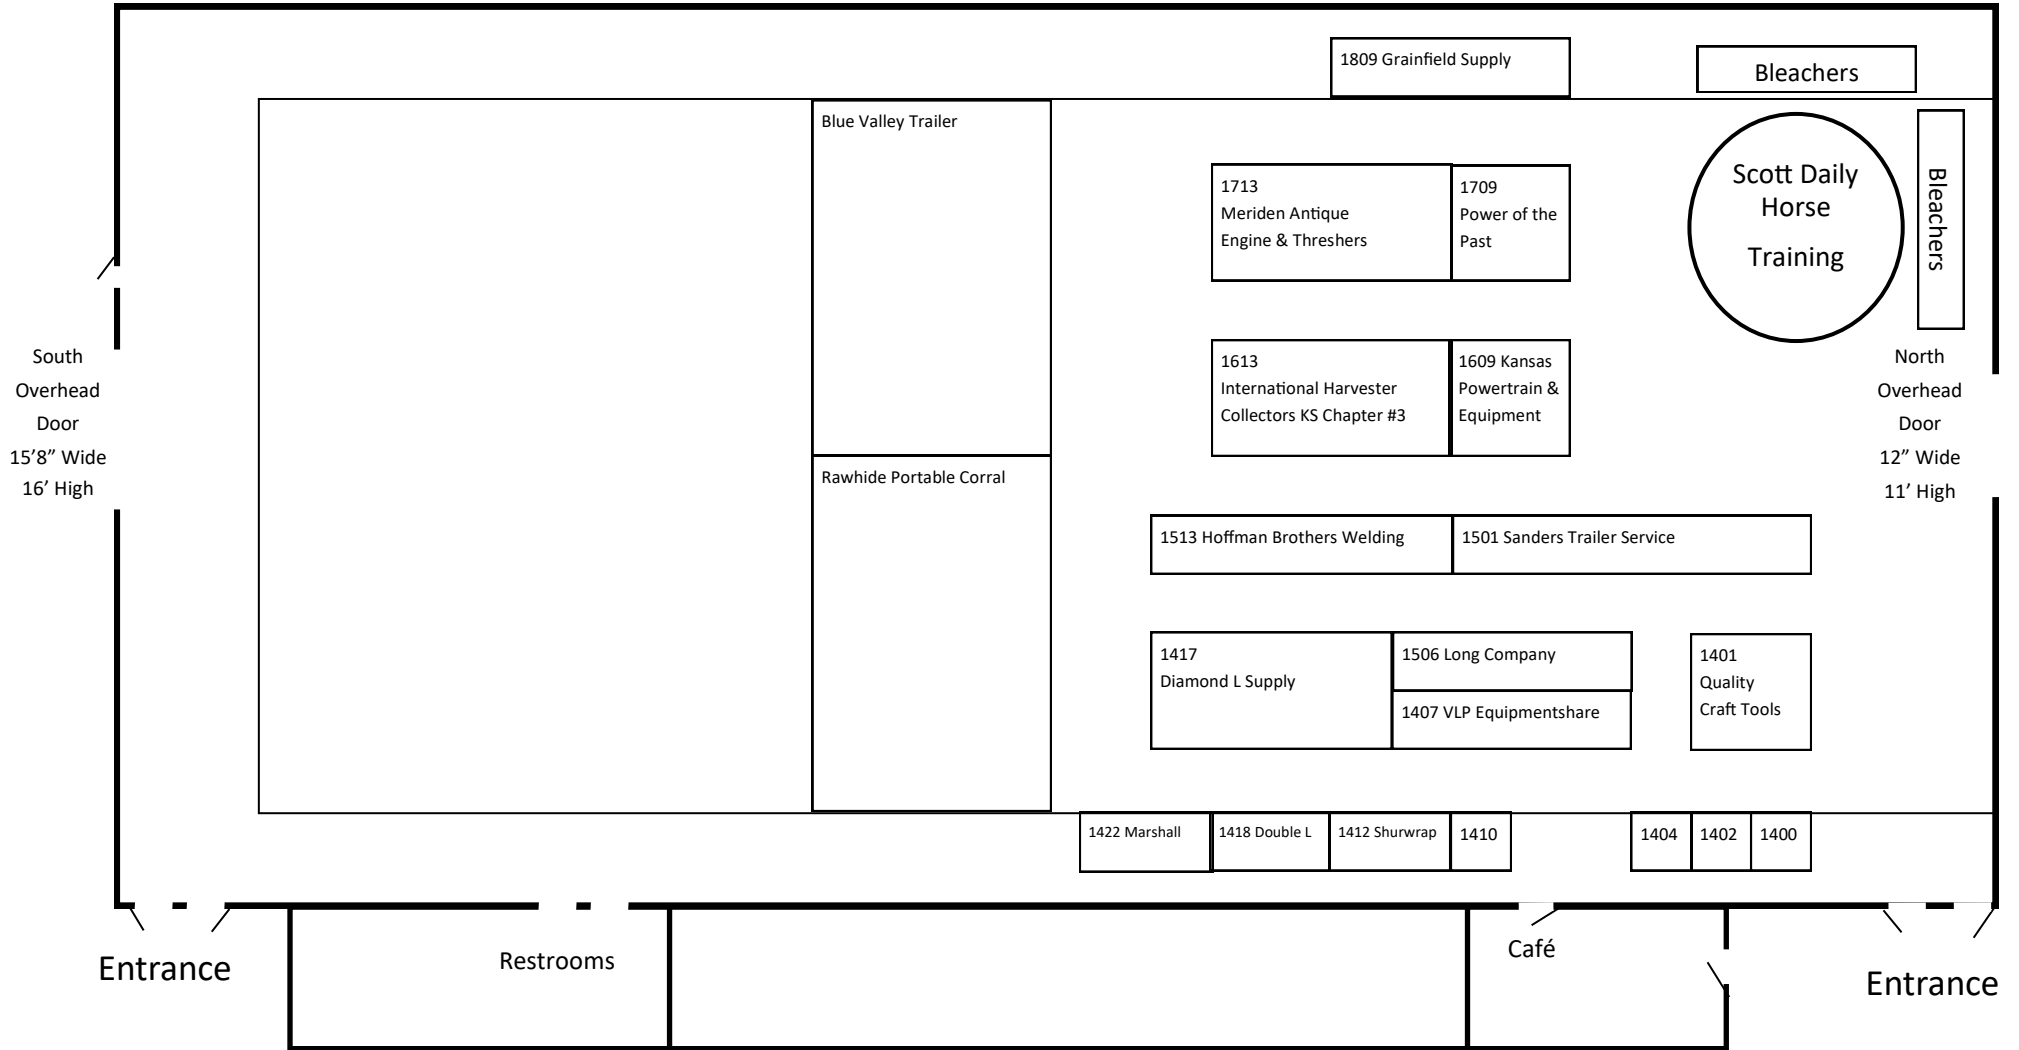 1809 Grainfield Supply
Bleachers
Blue Valley Trailer
Scott Daily
Horse
Training
Bleachers
1713
Meriden Antique
Engine & Threshers
1709
Power of the
Past
South
Overhead
Door
15’8” Wide
16’ High
1613
International Harvester
Collectors KS Chapter #3
1609 Kansas
Powertrain &
Equipment
North
Overhead
Door
12” Wide
11’ High
Rawhide Portable Corral
1513 Hoffman Brothers Welding
1501 Sanders Trailer Service
1417
Diamond L Supply
1506 Long Company
1407 VLP Equipmentshare
1401
Quality
Craft Tools
1422 Marshall
1418 Double L
1412 Shurwrap
1410
1404
1402
1400
Entrance
Restrooms
Café
Entrance